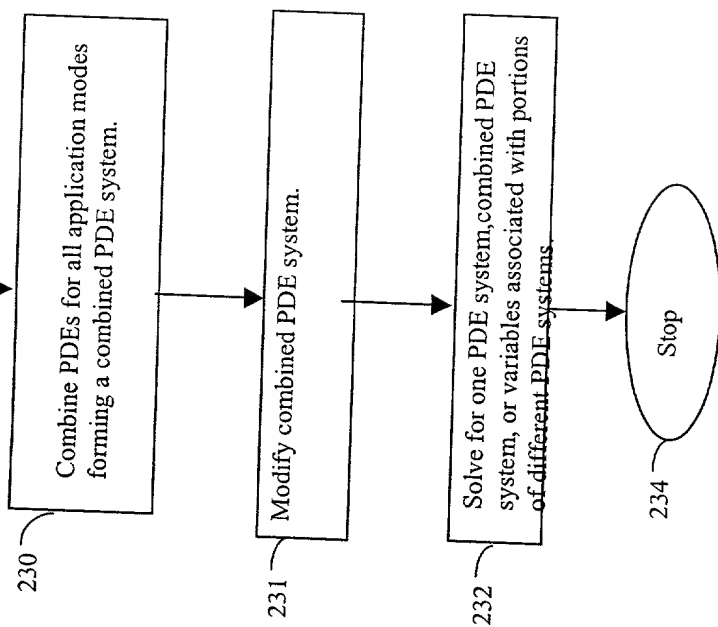 230
Combine PDEs for all application modes
forming a combined PDE system.
231
Modify combined PDE system.
232
Solve for one PDE system,combined PDE
system, or variables associated with portions
of different PDE systems.
234
Stop